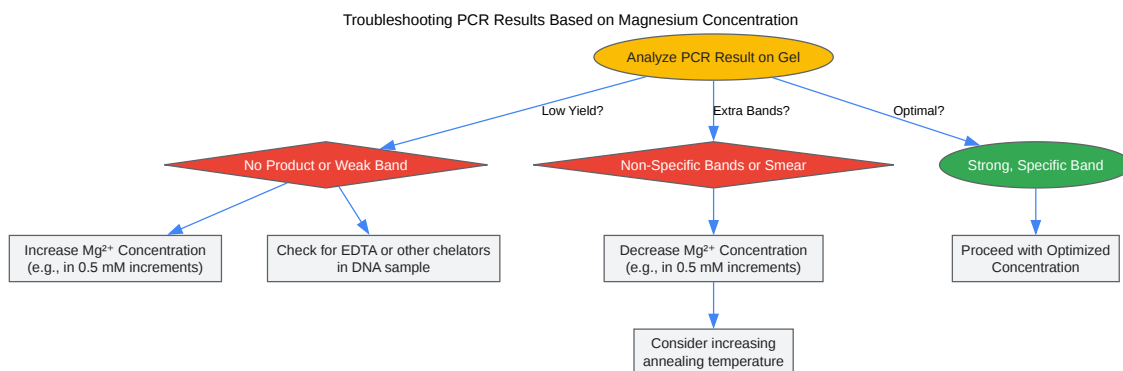 Troubleshooting PCR Results Based on Magnesium Concentration
Analyze PCR Result on Gel
Low Yield?
Extra Bands?
Optimal?
No Product or Weak Band
Non-Specific Bands or Smear
Strong, Specific Band
Increase Mg²⁺ Concentration
(e.g., in 0.5 mM increments)
Check for EDTA or other chelators
in DNA sample
Decrease Mg²⁺ Concentration
(e.g., in 0.5 mM increments)
Proceed with Optimized
Concentration
Consider increasing
annealing temperature